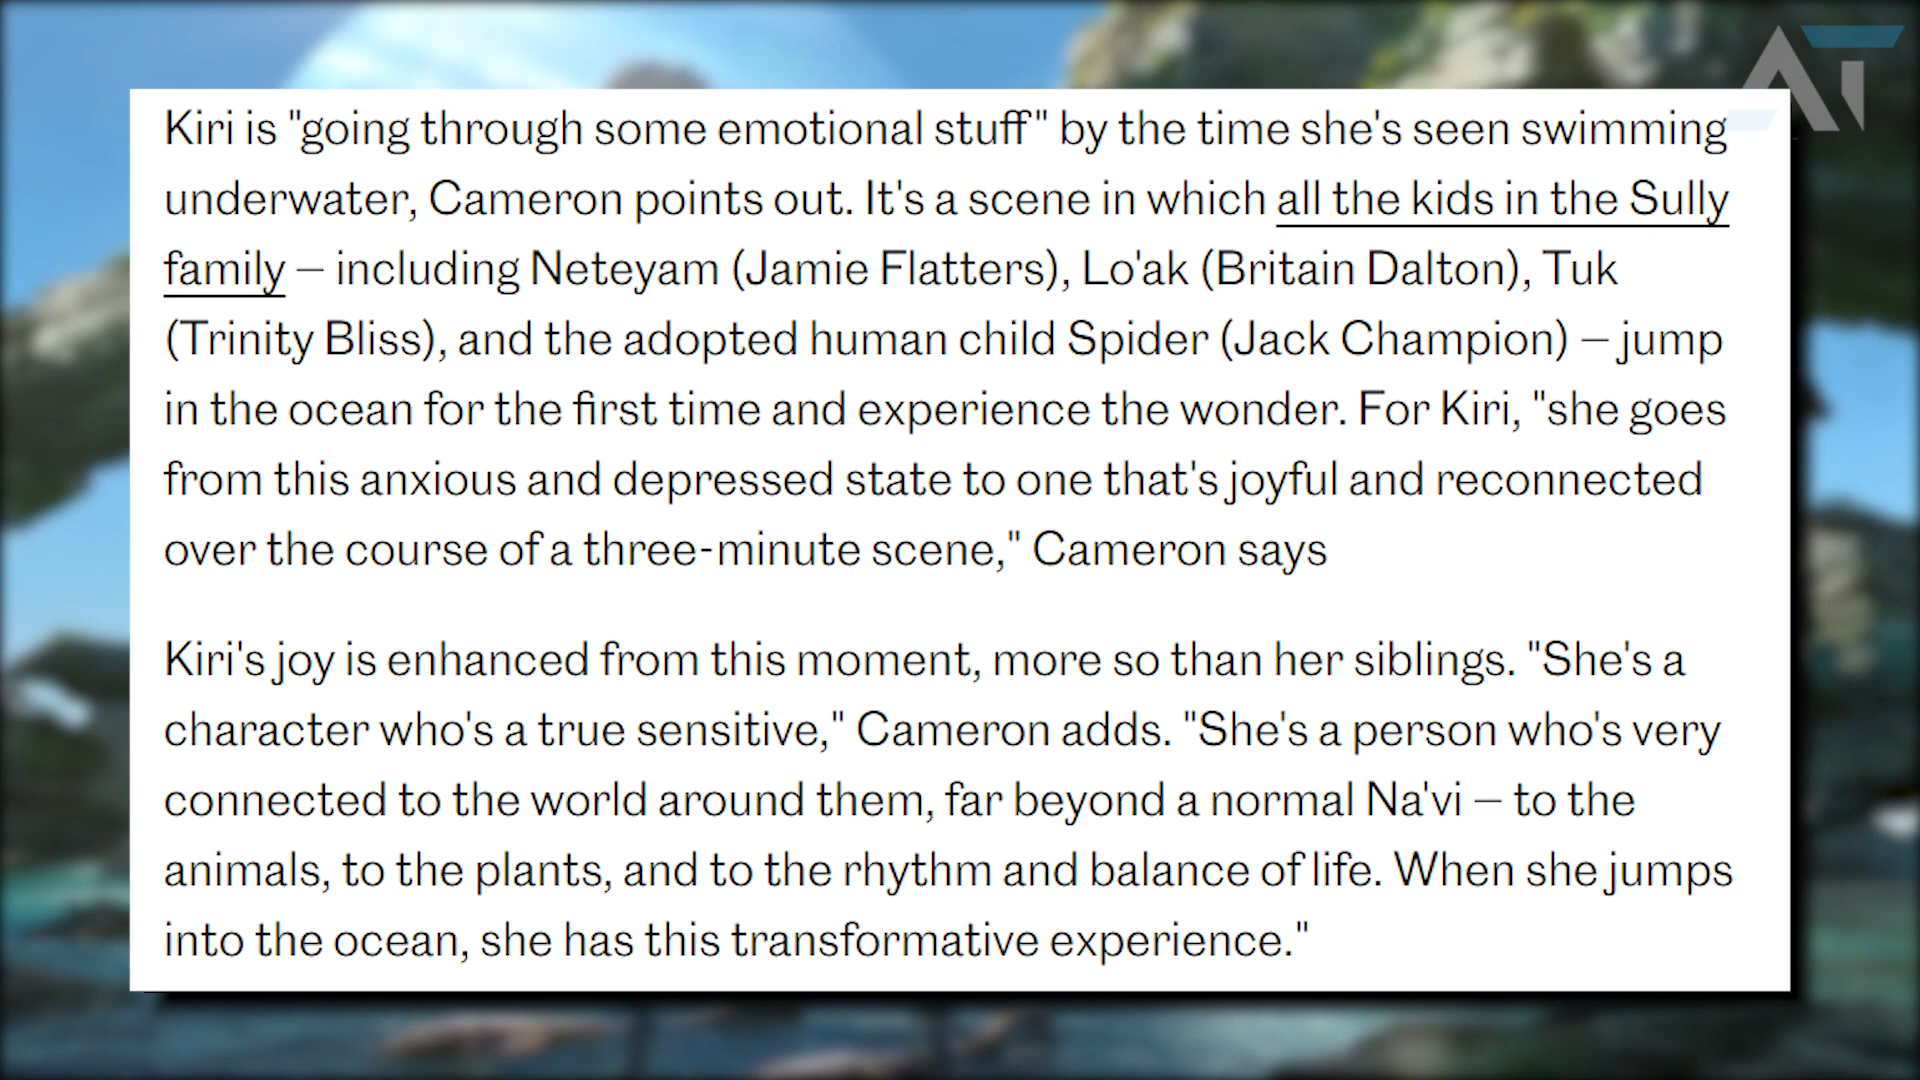 AT
Kiri is "going through some emotional stuff" by the time she's seen swimming
underwater, Cameron points out. It's a scene in which all the kids in the Sully
family – including Neteyam (Jamie Flatters), Lo'ak (Britain Dalton), Tuk
(Trinity Bliss), and the adopted human child Spider (Jack Champion) – jump
in the ocean for the first time and experience the wonder. For Kiri, "she goes
from this anxious and depressed state to one that's joyful and reconnected
over the course of a three-minute scene," Cameron says
Kiri's joy is enhanced from this moment, more so than her siblings. "She's a
character who's a true sensitive," Cameron adds. "She's a person who's very
connected to the world around them, far beyond a normal Na'vi – to the
animals, to the plants, and to the rhythm and balance of life. When she jumps
into the ocean, she has this transformative experience."